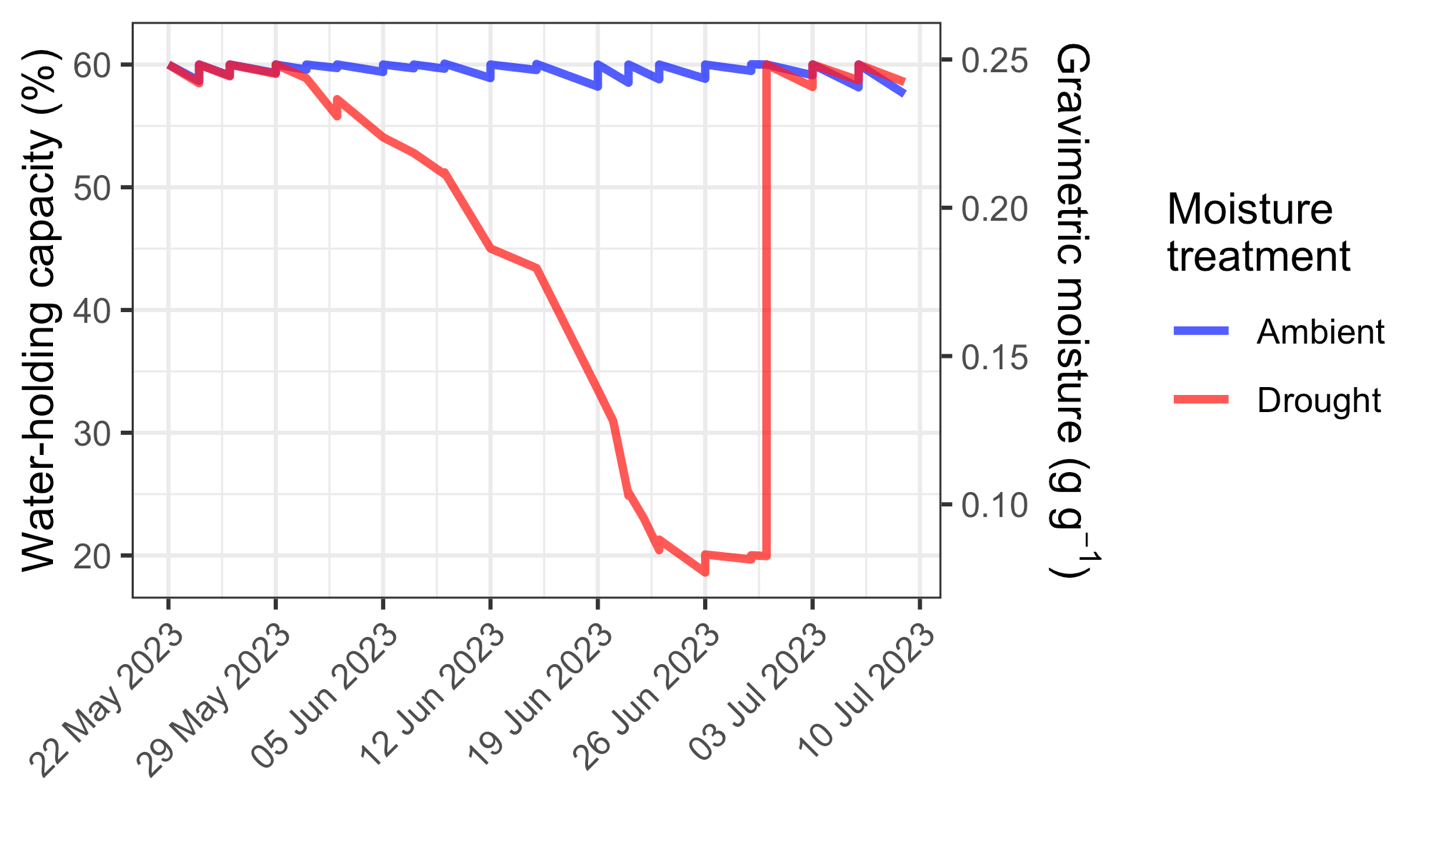 Water-holding capacity (%)
60
50
40
30
20
22 May 2023
29 May 2023
05 Jun 2023
12 Jun 2023
19 Jun 2023
26 Jun 2023
03 Jul 2023
10 Jul 2023
0.25
0.20
0.15
0.10
Gravimetric moisture (g g⁻¹)
Moisture
treatment
Ambient
Drought